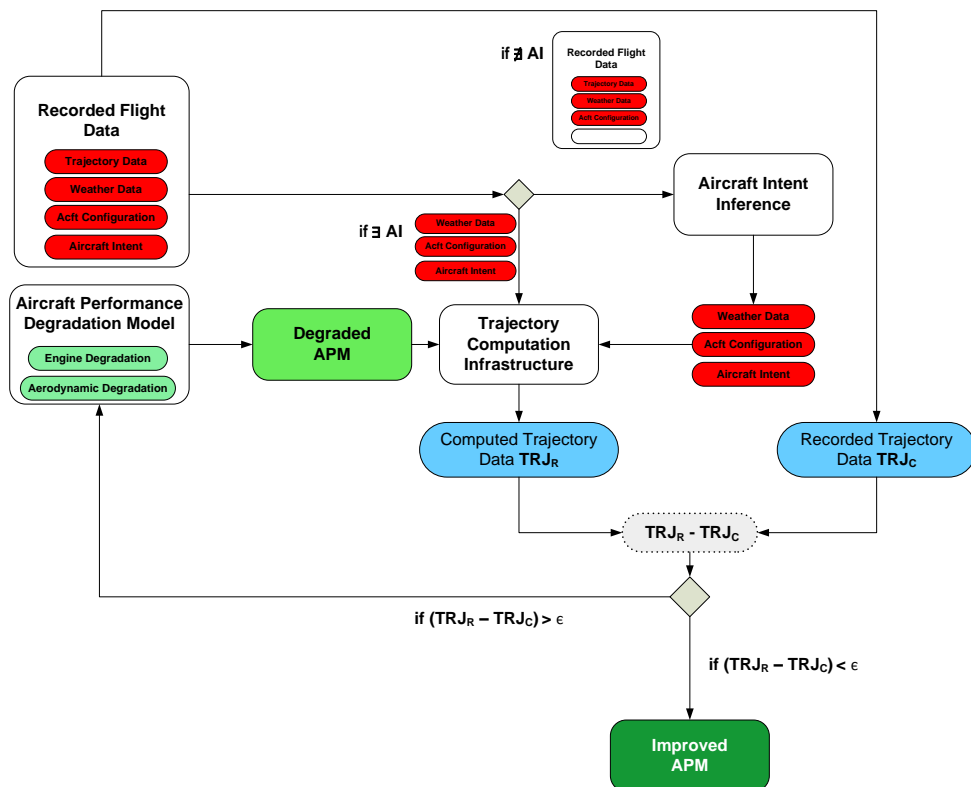 Recorded Flight
Data
Trajectory Data
Weather Data
Acft Configuration
Aircraft Intent
if ∄ AI
Recorded Flight
Data
Trajectory Data
Weather Data
Acft Configuration
Aircraft Intent
Inference
if ∃ AI
Weather Data
Acft Configuration
Aircraft Intent
Aircraft Performance
Degradation Model
Engine Degradation
Aerodynamic Degradation
Degraded
APM
Trajectory
Computation
Infrastructure
Weather Data
Acft Configuration
Aircraft Intent
Computed Trajectory
Data TRJR
Recorded Trajectory
Data TRJC
TRJR - TRJC
if (TRJR – TRJC) > ϵ
if (TRJR – TRJC) < ϵ
Improved
APM